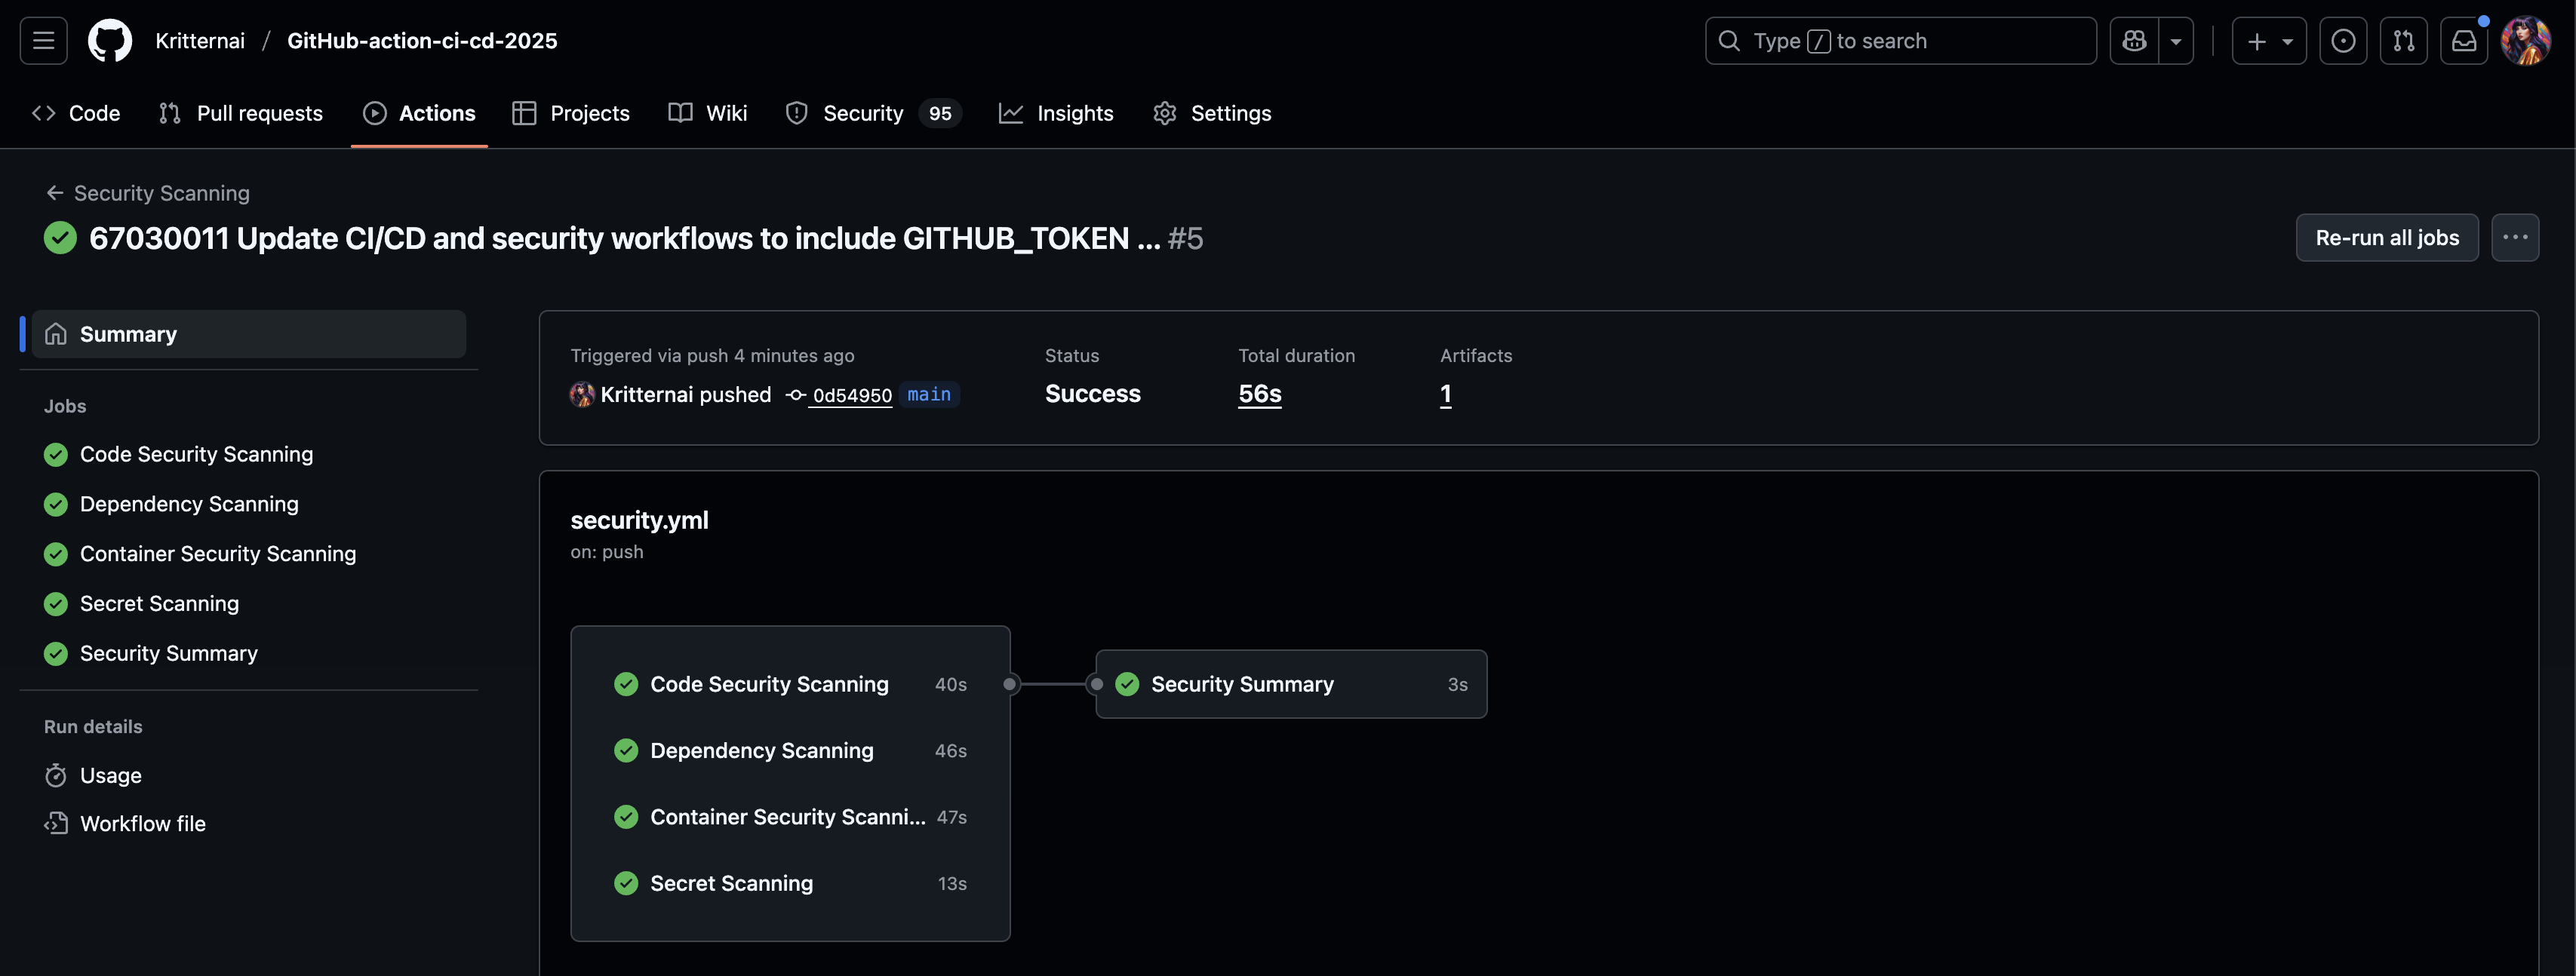 Kritternai / GitHub-action-ci-cd-2025
Type / to search
Code
Pull requests
Actions
Projects
Wiki
Security 95
Insights
Settings
← Security Scanning
67030011 Update CI/CD and security workflows to include GITHUB_TOKEN ... #5
Re-run all jobs
Summary
Jobs
Code Security Scanning
Dependency Scanning
Container Security Scanning
Secret Scanning
Security Summary
Run details
Usage
Workflow file
Triggered via push 4 minutes ago
Kritternai pushed 0d54950 main
Status
Success
Total duration
56s
Artifacts
1
security.yml
on: push
Code Security Scanning 40s
Dependency Scanning 46s
Container Security Scanni... 47s
Secret Scanning 13s
Security Summary 3s